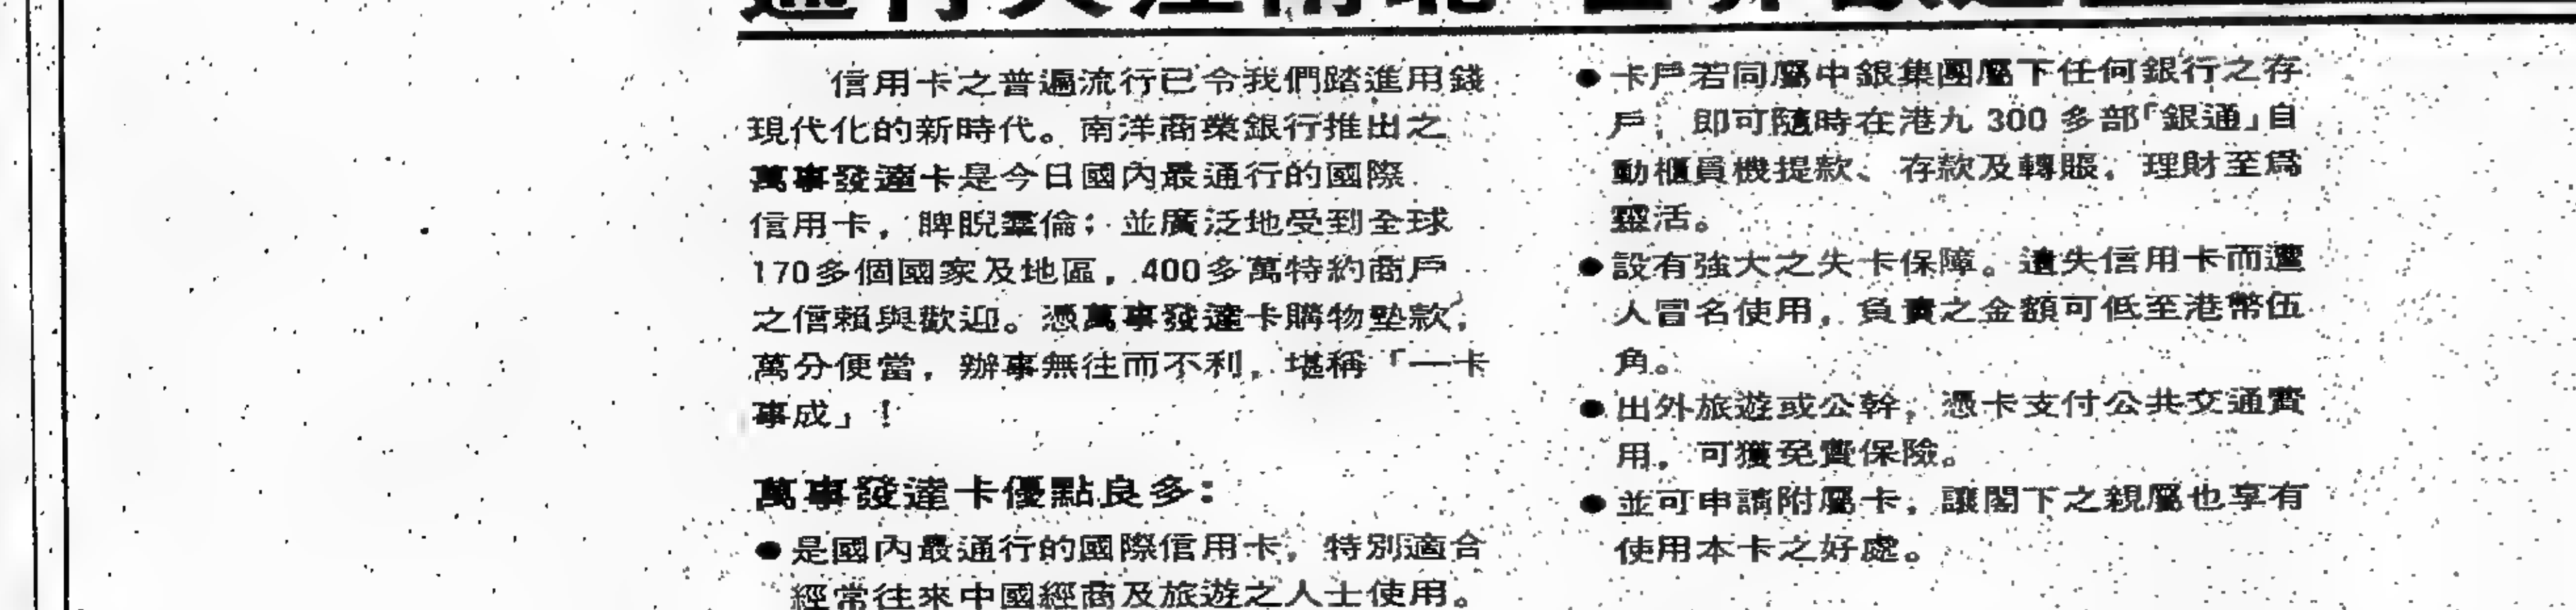 信用卡之普遍流行已令我們踏進用錢
現代化的新時代。南洋商業銀行推出之
萬事發達卡是今日國內最通行的國際
信用卡，脾睨羣倫；並廣泛地受到全球
170多個國家及地區，400多萬特約商戶
之信賴與歡迎。憑萬事發達卡購物墊款，
萬分便當，辦事無往而不利，堪稱「一卡
事成」！
萬事發達卡優點良多：
●是國內最通行的國際信用卡，特別適合
經常往來中國經商及旅遊之人士使用。
●卡戶若同屬中銀集團屬下任何銀行之存
戶，即可隨時在港九300多部「銀通」自
動櫃員機提款、存款及轉賬，理財至爲
靈活。
●設有強大之失卡保障。遺失信用卡而遭
人冒名使用，負責之金額可低至港幣伍
角。
●出外旅遊或公幹，憑卡支付公共交通費
用，可獲免費保險。
●並可申請附屬卡，讓閣下之親屬也享有
使用本卡之好處。